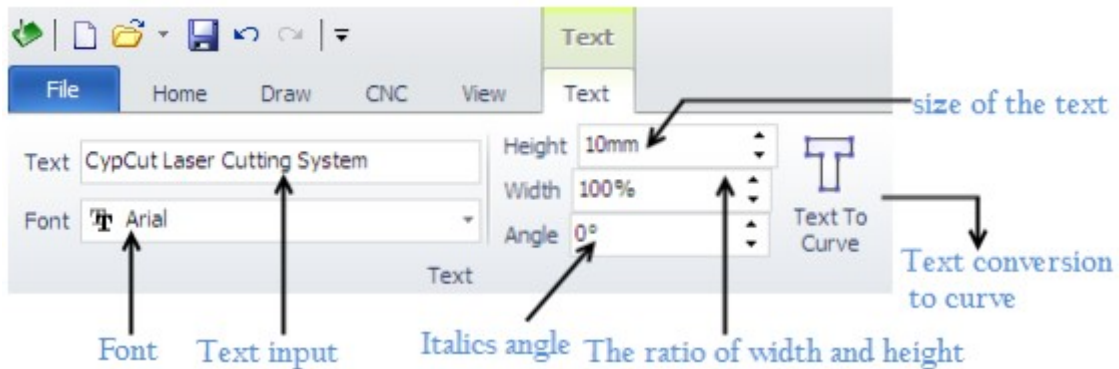 Text
File Home Draw CNC View Text
size of the text
Text CypCut Laser Cutting System
Height 10mm
Width 100%
Font Arial
Angle 0°
Text To
Curve
Text
Text conversion
to curve
Font Text input Italics angle The ratio of width and height